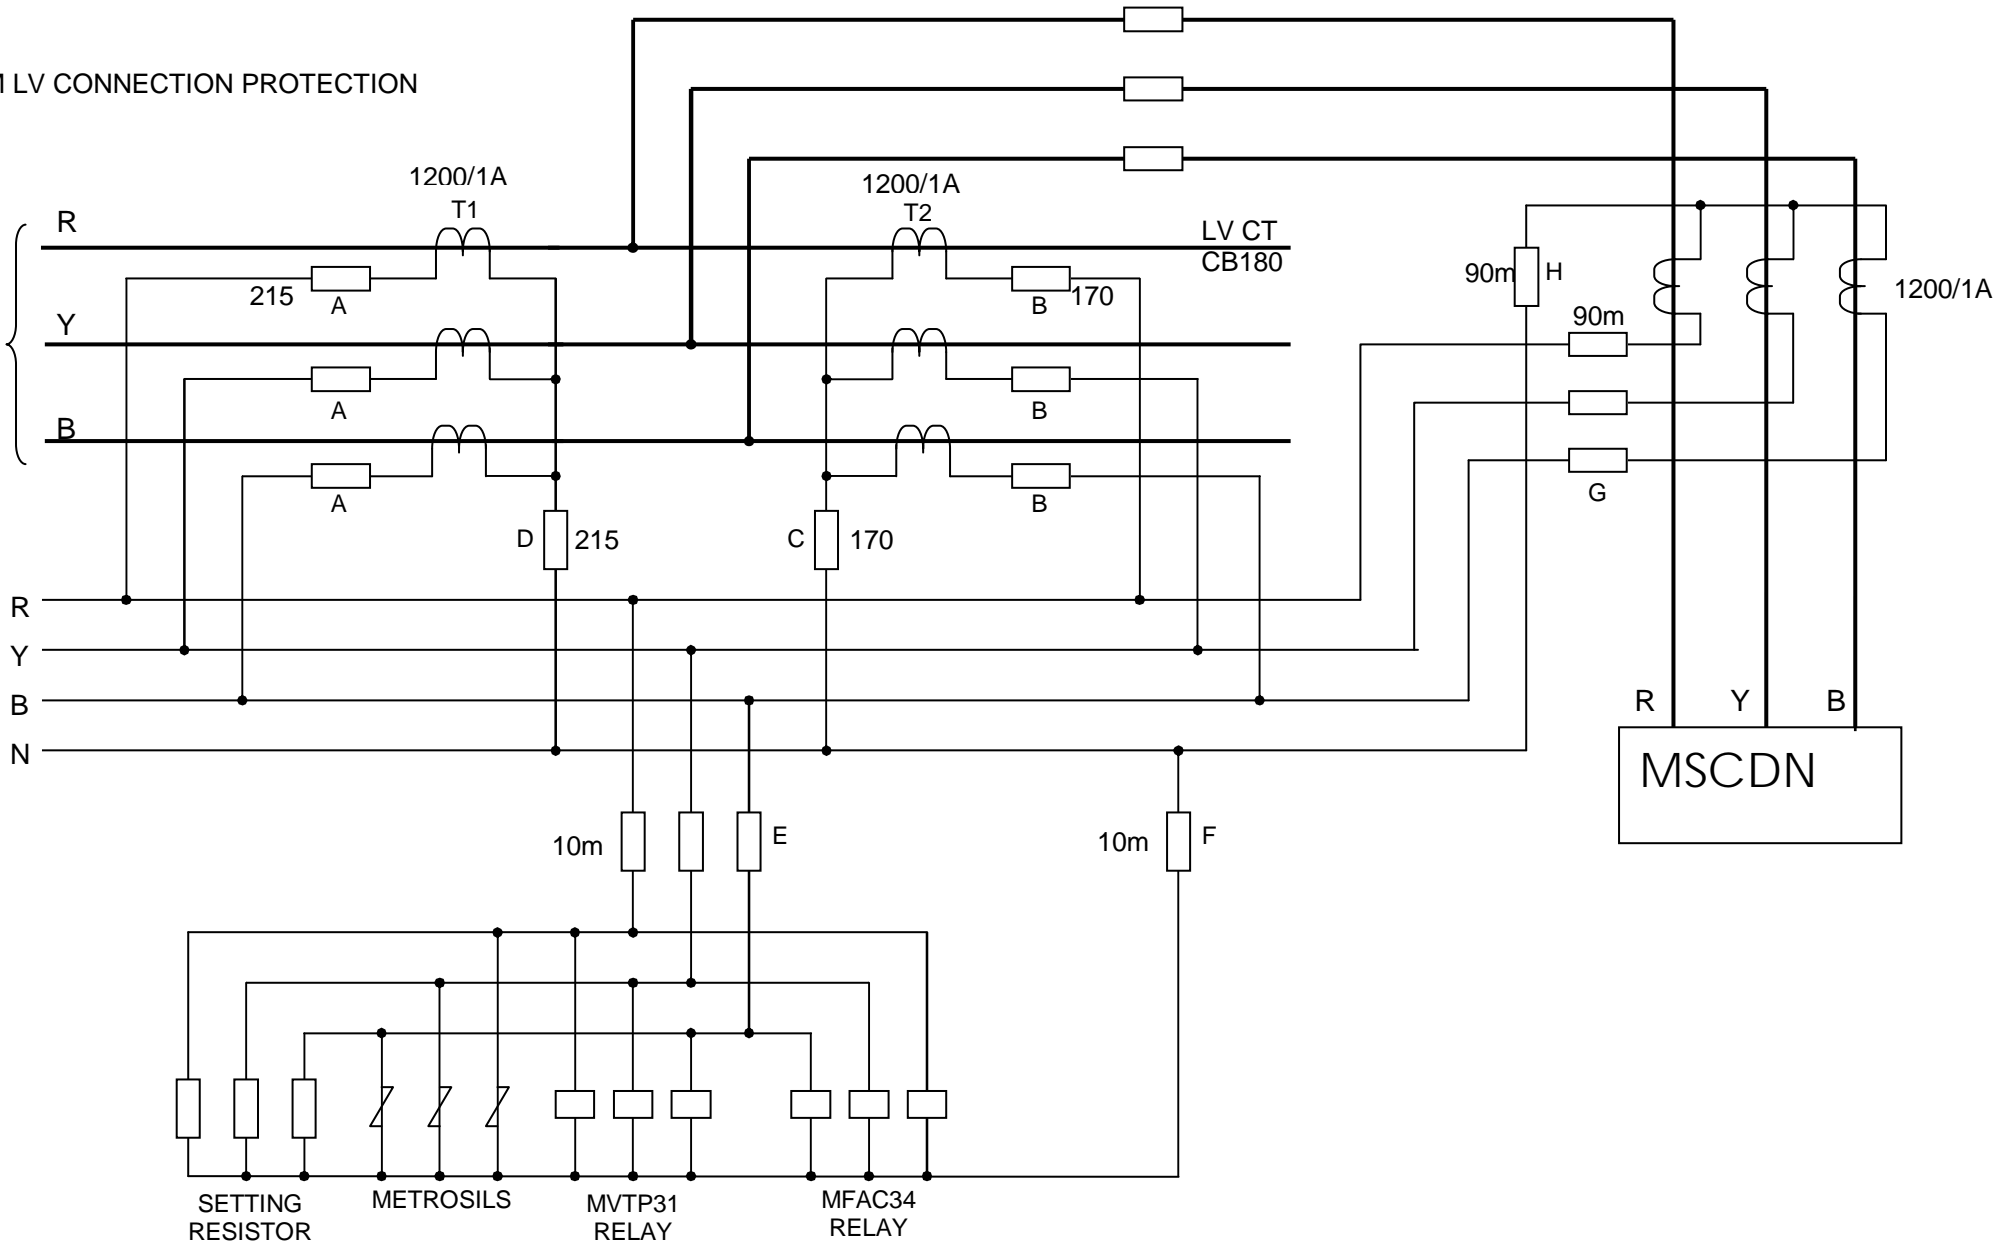 LV CONNECTION PROTECTION
1200/1A
T1
1200/1A
T2
R
LV CT
CB180
215
A
B
170
90m
H
1200/1A
Y
90m
A
B
B
A
B
G
D
215
C
170
R
Y
B
N
R
Y
B
MSCDN
10m
E
10m
F
SETTING
RESISTOR
METROSILS
MVTP31
RELAY
MFAC34
RELAY